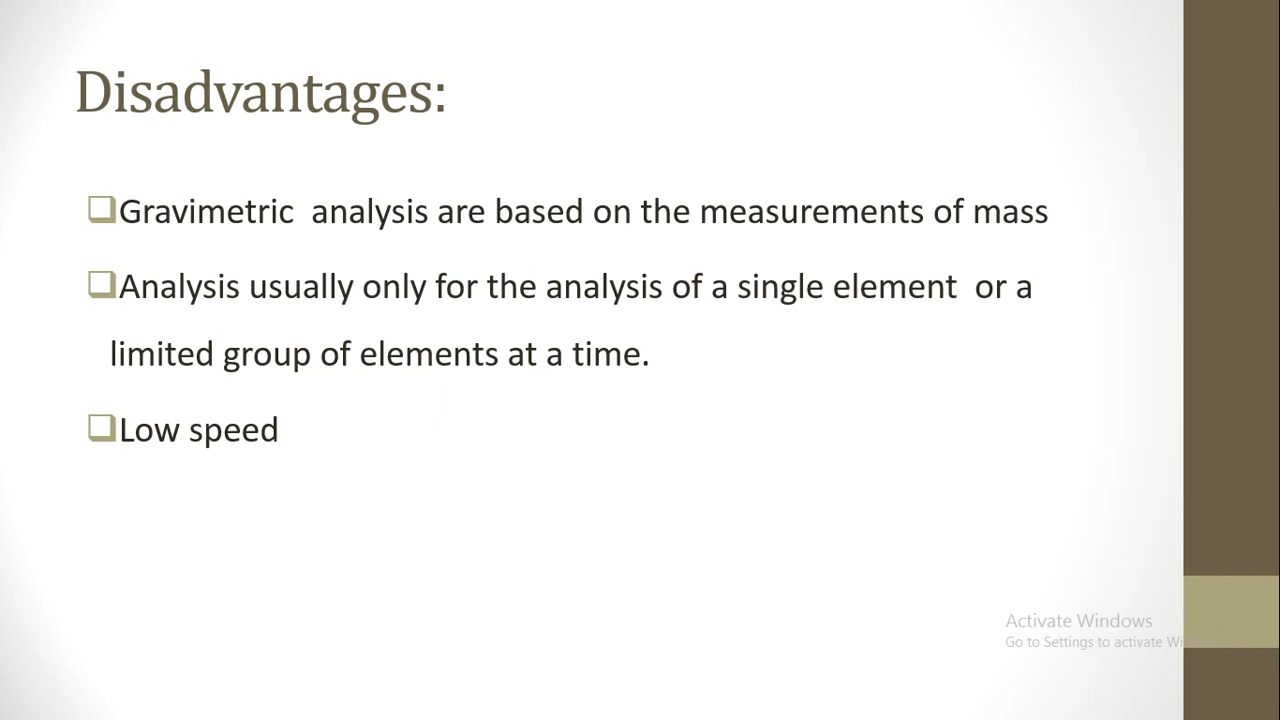 Disadvantages:
Gravimetric analysis are based on the measurements of mass
Analysis usually only for the analysis of a single element or a
limited group of elements at a time.
Low speed
Activate Windows
Go to Settings to activate